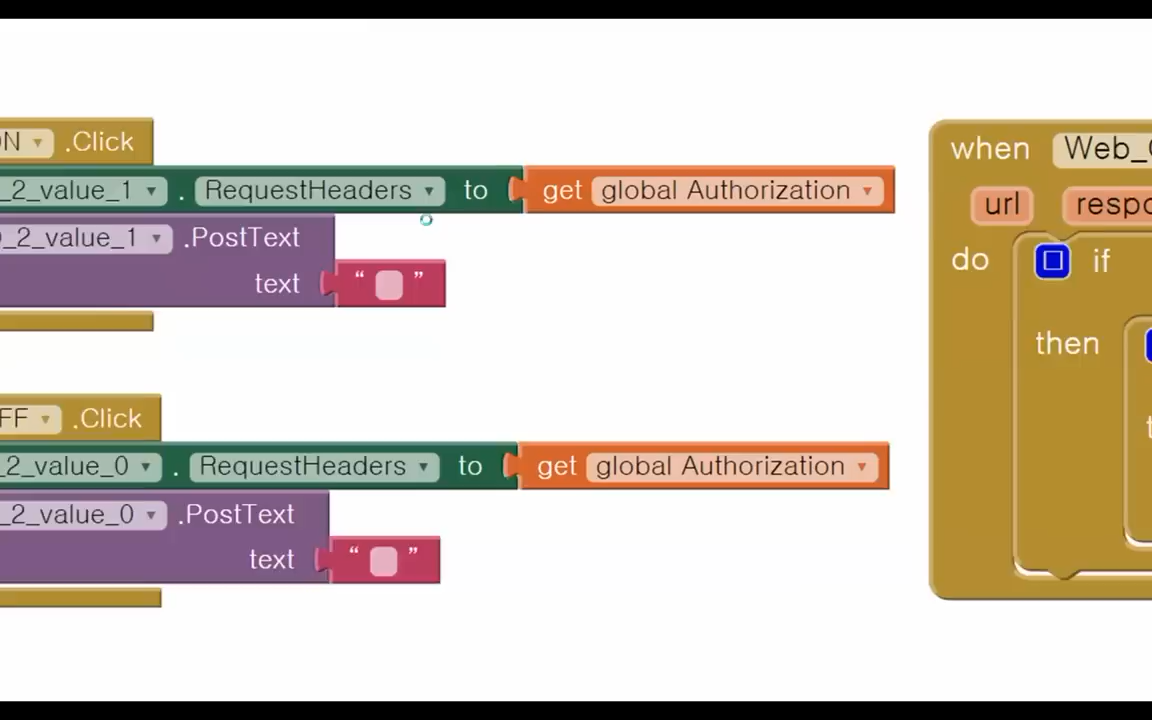 .Click
_2_value_1 . RequestHeaders to get global Authorization
_2_value_1 .PostText
text “ ”
FF .Click
_2_value_0 . RequestHeaders to get global Authorization
_2_value_0 .PostText
text “ ”
when Web_
url respo
do if
then